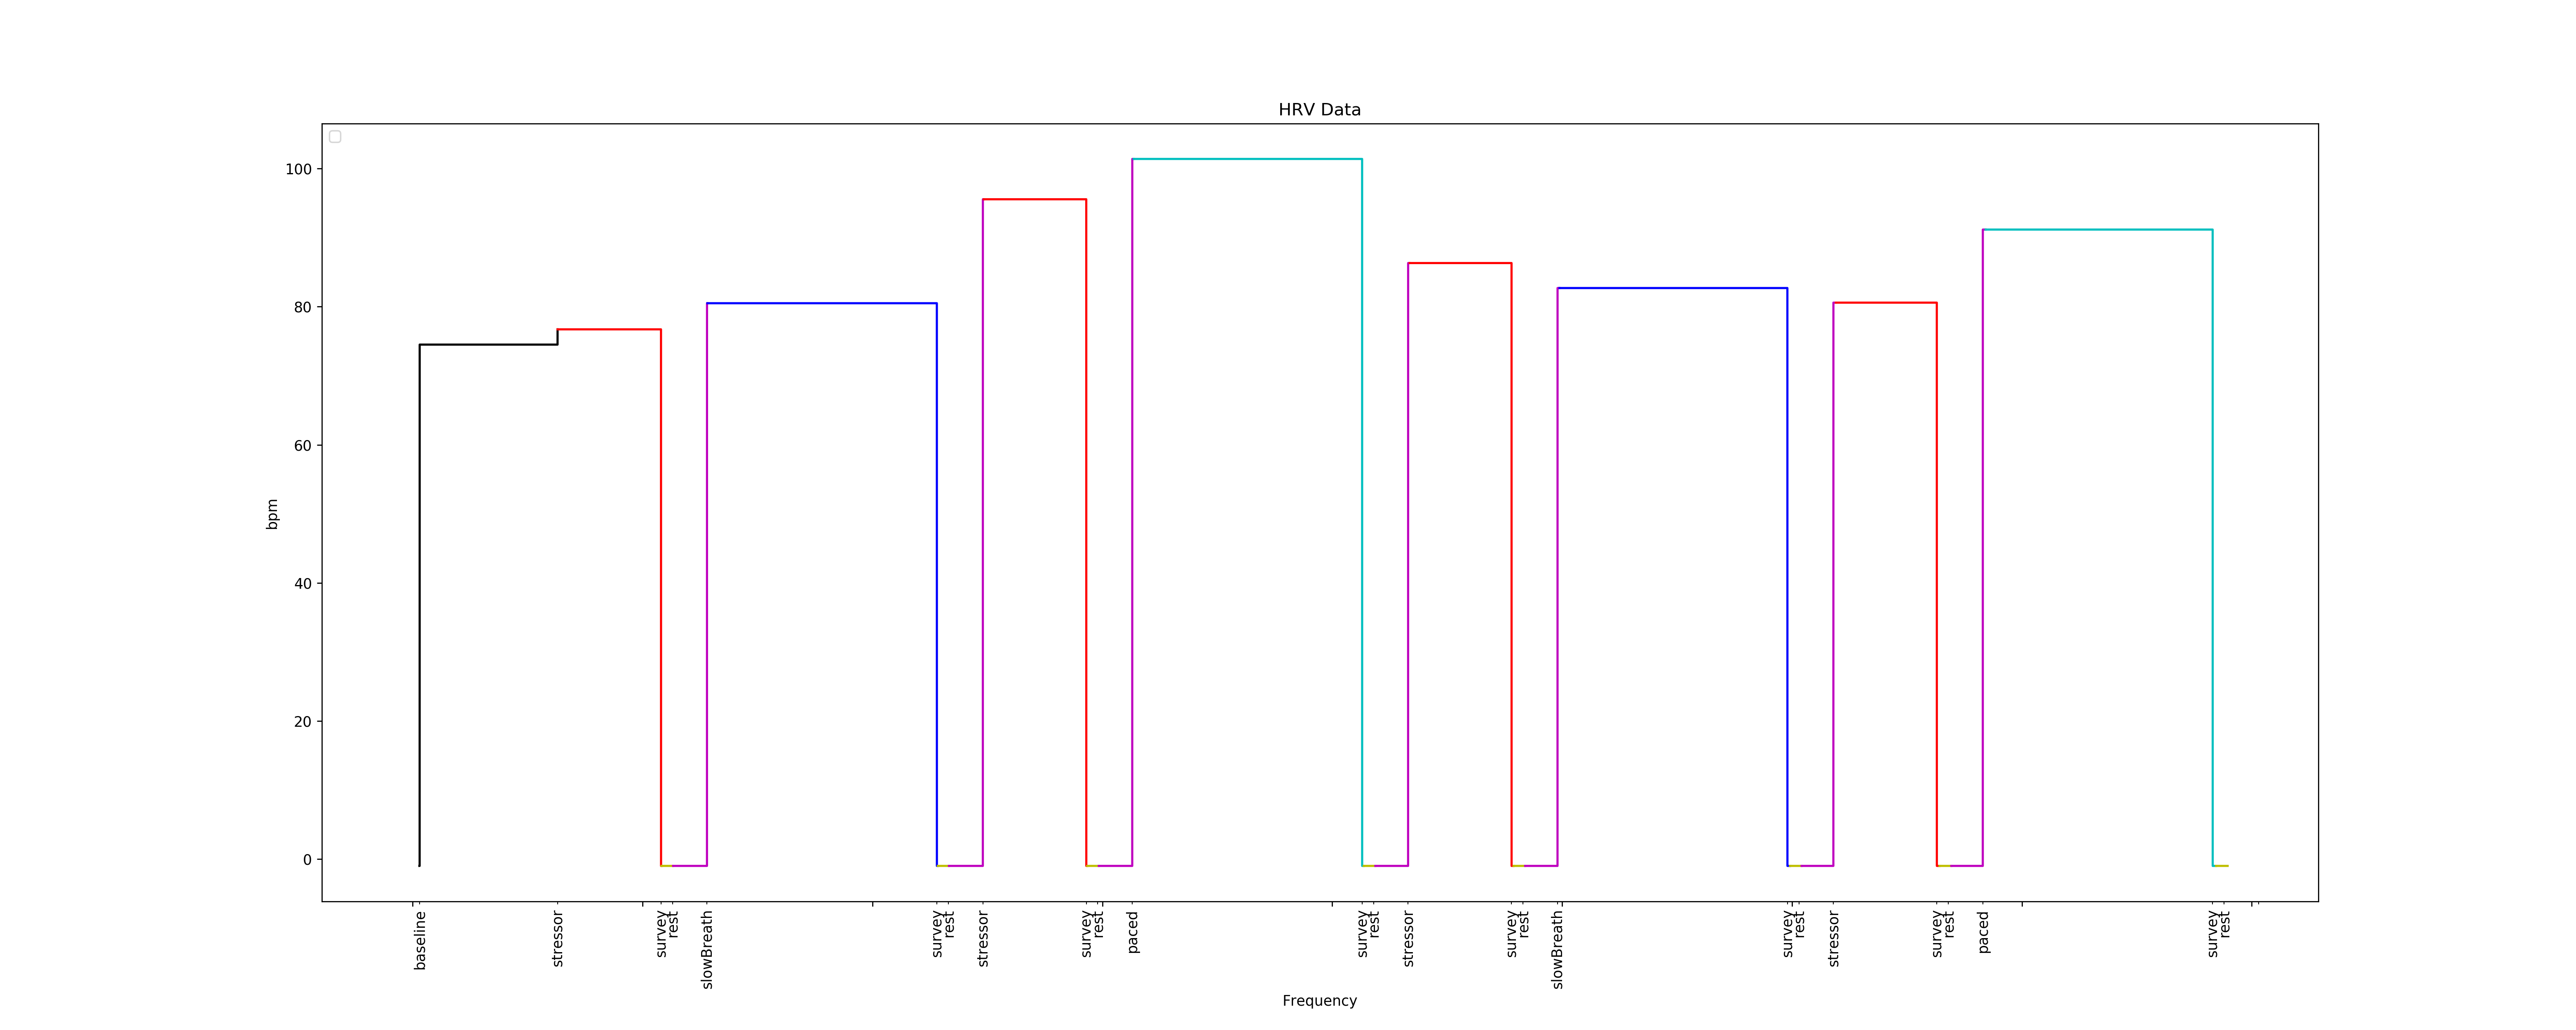 HRV Data
100
80
60
40
20
0
bpm
baseline
stressor
survey
rest
slowBreath
survey
rest
stressor
survey
rest
paced
survey
rest
stressor
survey
rest
slowBreath
survey
rest
stressor
survey
rest
paced
survey
rest
Frequency